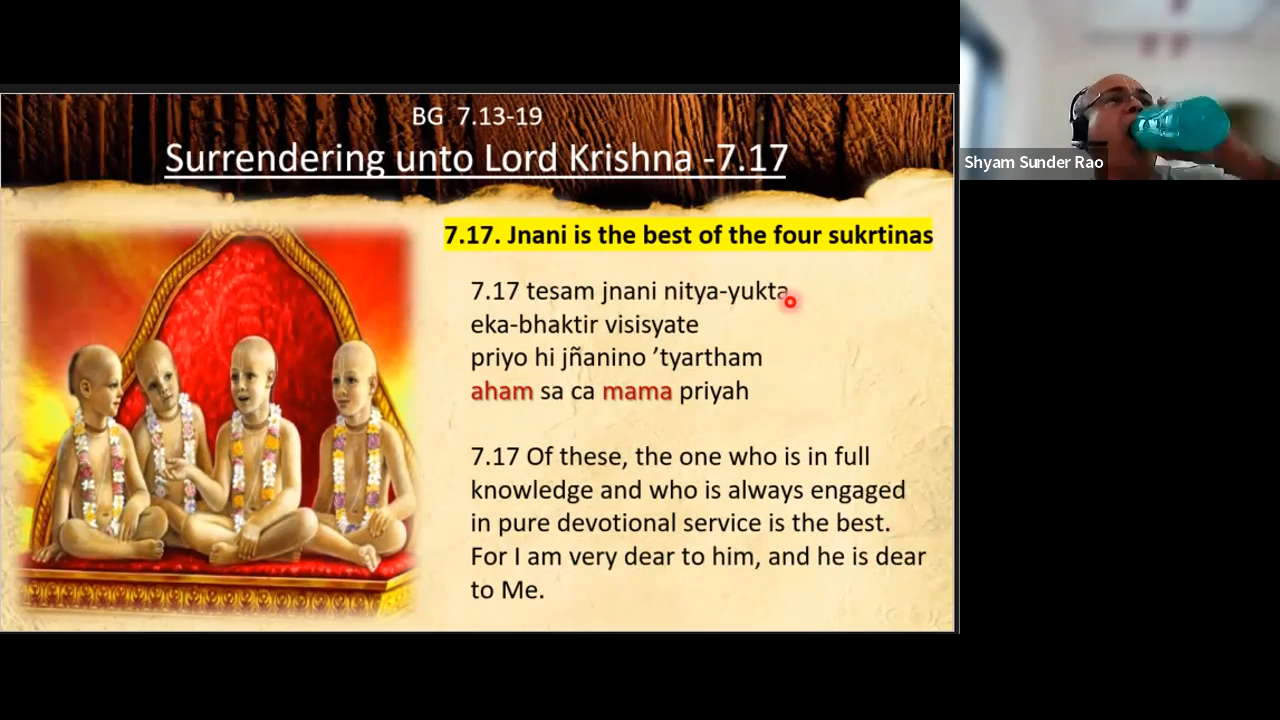 BG 7.13-19
Surrendering unto Lord Krishna -7.17
7.17. Jnani is the best of the four sukrtinas
7.17 tesam jnani nitya-yukta
eka-bhaktir visisyate
priyo hi jñanino ’tyartham
aham sa ca mama priyah
7.17 Of these, the one who is in full
knowledge and who is always engaged
in pure devotional service is the best.
For I am very dear to him, and he is dear
to Me.
Shyam Sunder Rao